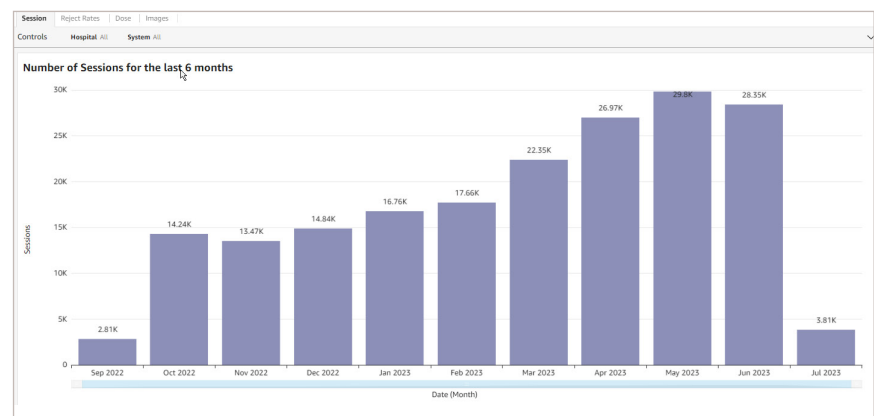 Session Reject Rates Dose Images
Controls Hospital All System All
Number of Sessions for the last 6 months
30K
25K
20K
15K
10K
5K
0
Sessions
2.81K
14.24K
13.47K
14.84K
16.76K
17.66K
22.35K
26.97K
29.8K
28.35K
3.81K
Sep 2022 Oct 2022 Nov 2022 Dec 2022 Jan 2023 Feb 2023 Mar 2023 Apr 2023 May 2023 Jun 2023 Jul 2023
Date (Month)